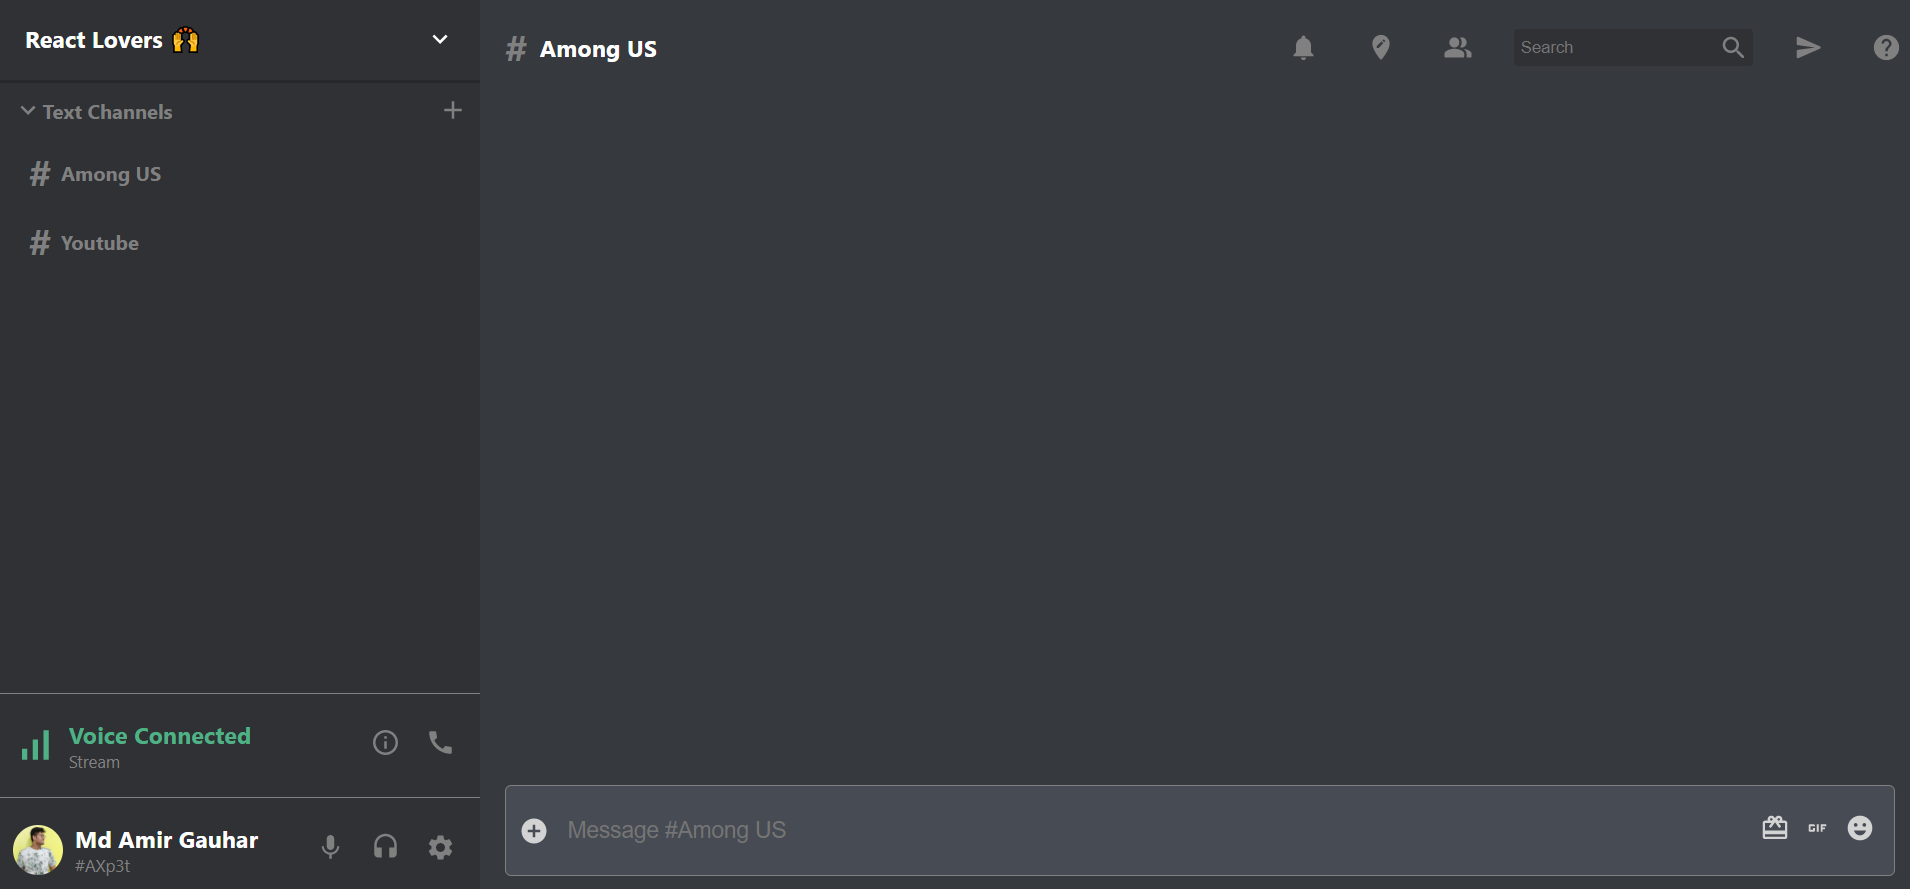 React Lovers 🙌
Text Channels
# Among US
# Youtube
Voice Connected
Stream
Md Amir Gauhar
#AXp3t
# Among US
Search
Message #Among US
GIF